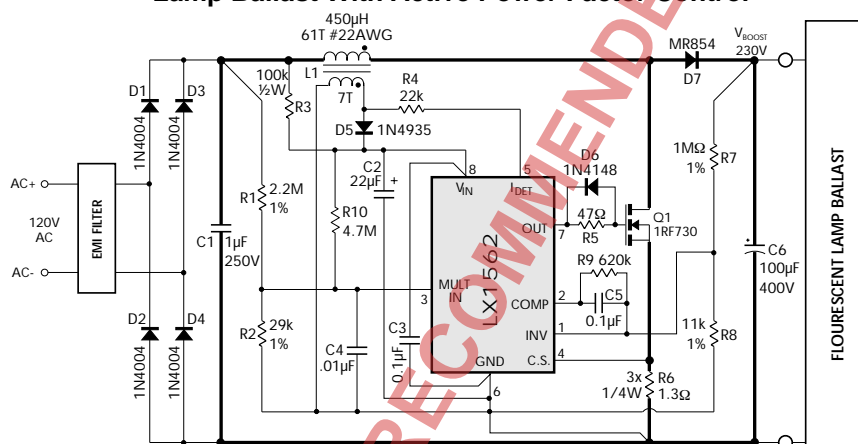 Lamp Ballast With Active Power Factor Control
450µH
61T #22AWG
L1
7T
100k
½W
R3
R4
22k
D5
1N4935
MR854
D7
VBOOST
230V
D1
1N4004
D3
1N4004
AC+
120V
AC
AC-
EMI FILTER
D2
1N4004
D4
1N4004
C1
1µF
250V
R1
2.2M
1%
R2
29k
1%
R10
4.7M
C2
22µF
+
C4
.01µF
C3
0.1µF
8
VIN
5
IDET
OUT
7
MULT
IN
3
LX1562
COMP
2
INV
1
C.S.
4
GND
6
D6
1N4148
47Ω
R5
Q1
1RF730
R9 620k
C5
0.1µF
3x
1/4W
R6
1.3Ω
1MΩ
1%
R7
11k
1%
R8
+
C6
100µF
400V
FLOURESCENT LAMP BALLAST
RECOMMENDE